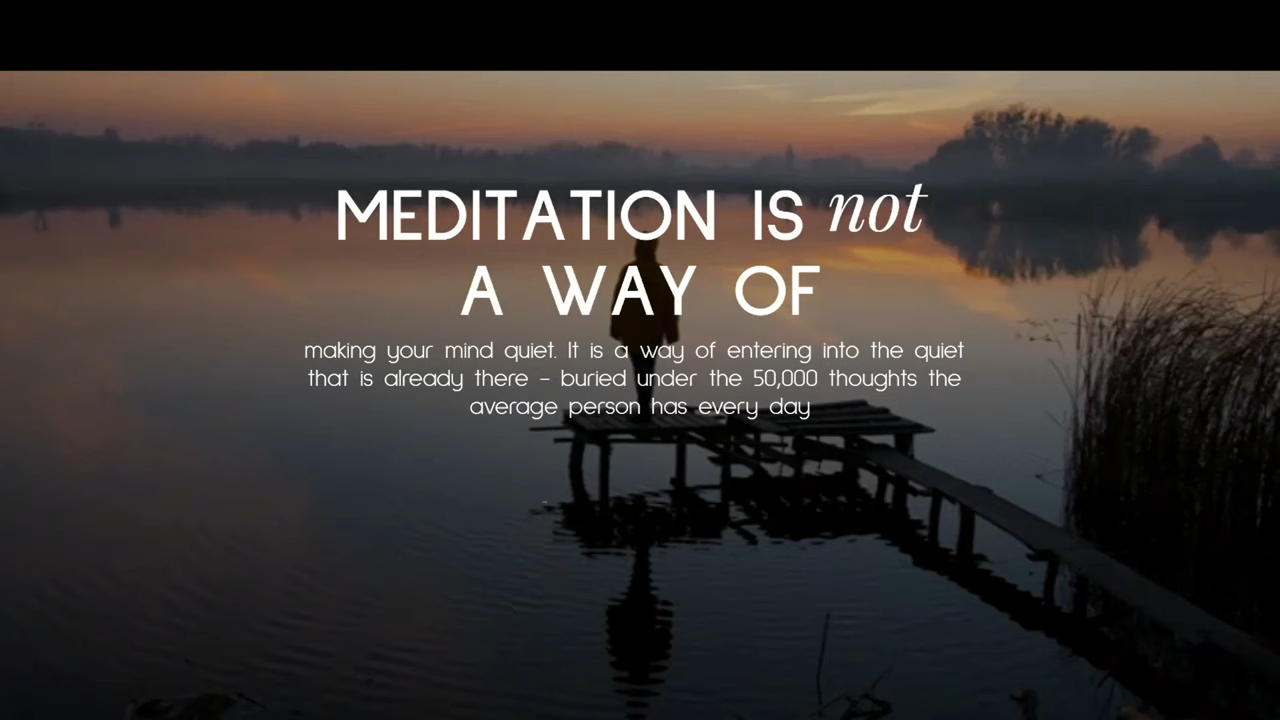 MEDITATION IS not
A WAY OF
making your mind quiet. It is a way of entering into the quiet
that is already there – buried under the 50,000 thoughts the
average person has every day